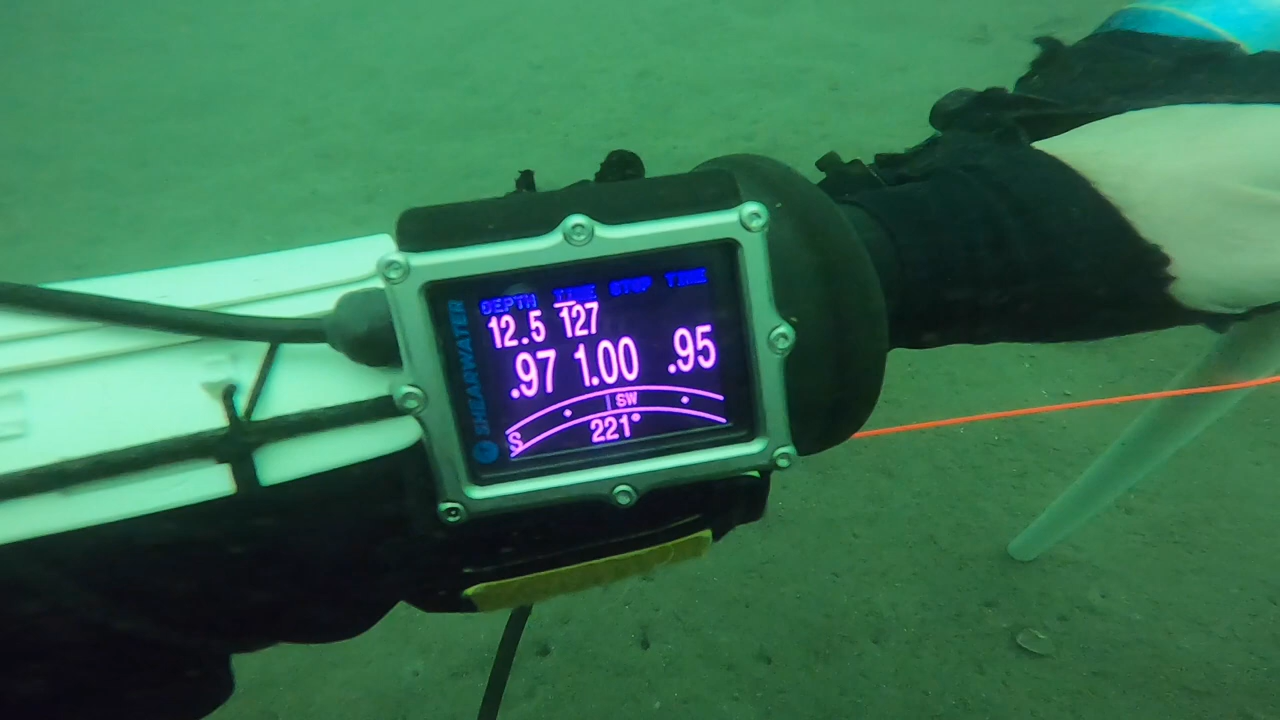 SHEARWATER
DEPTH TIME STOP TIME
12.5 127
.97 1.00 .95
SW
S
221°